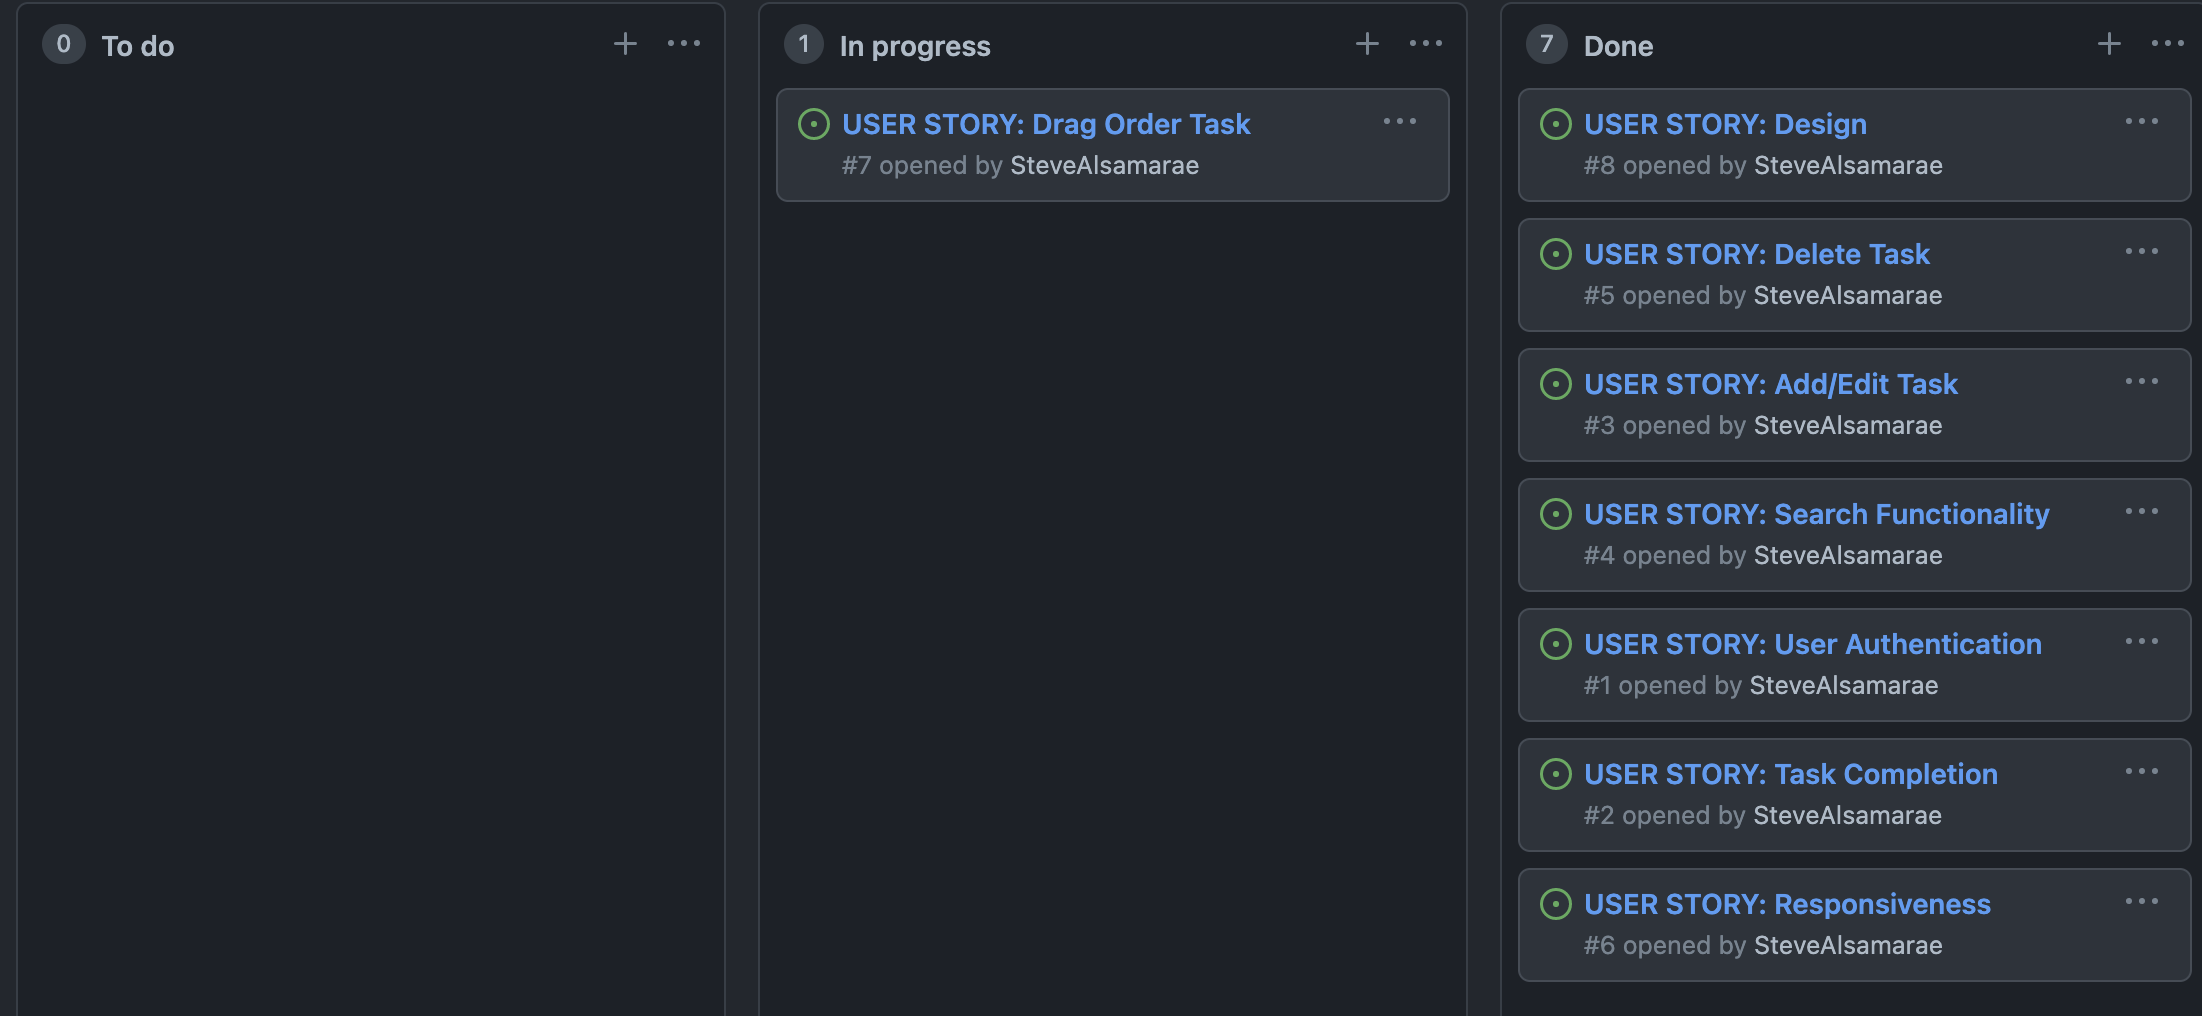 0 To do
1 In progress
USER STORY: Drag Order Task
#7 opened by SteveAlsamarae
7 Done
USER STORY: Design
#8 opened by SteveAlsamarae
USER STORY: Delete Task
#5 opened by SteveAlsamarae
USER STORY: Add/Edit Task
#3 opened by SteveAlsamarae
USER STORY: Search Functionality
#4 opened by SteveAlsamarae
USER STORY: User Authentication
#1 opened by SteveAlsamarae
USER STORY: Task Completion
#2 opened by SteveAlsamarae
USER STORY: Responsiveness
#6 opened by SteveAlsamarae